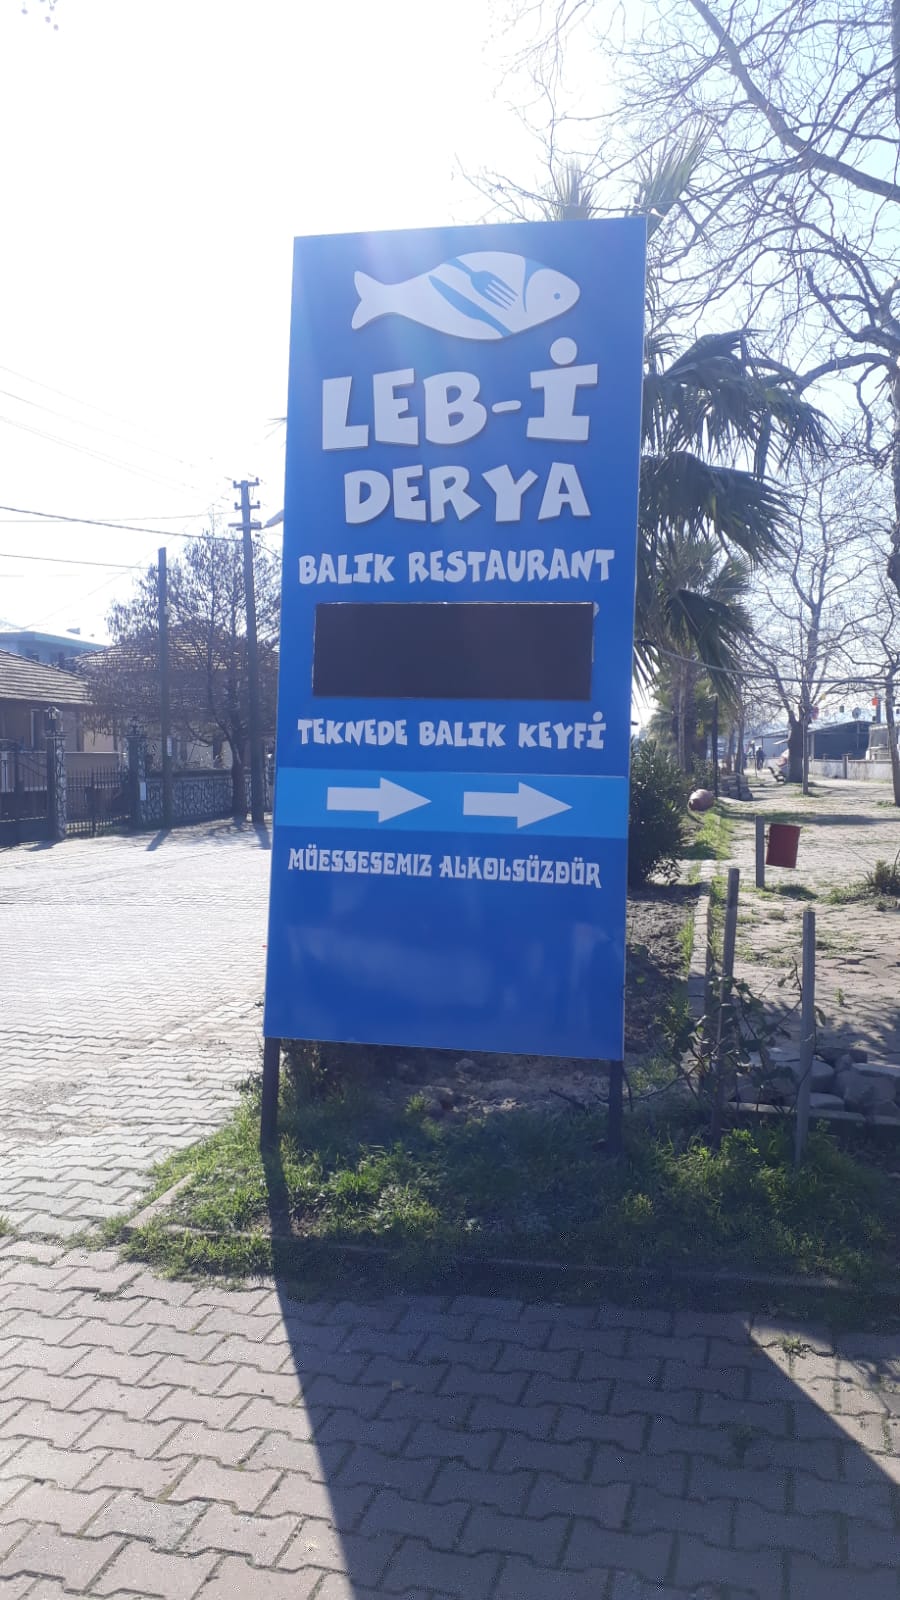 LEB-İ
DERYA
BALIK RESTAURANT
TEKNEDE BALIK KEYFİ
MÜESSESEMIZ ALKOLSÜZDÜR